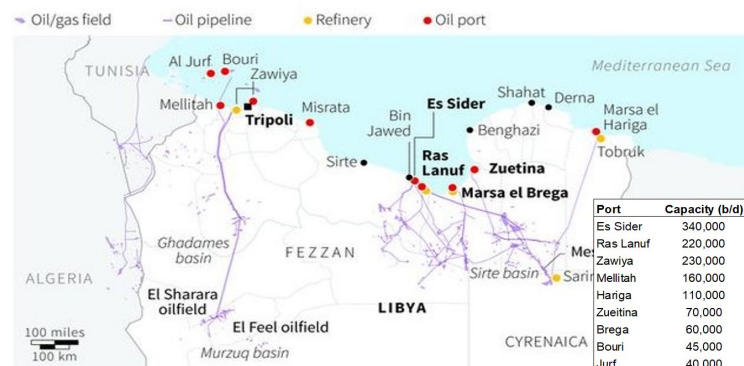 Oil/gas field
Oil pipeline
Refinery
Oil port
TUNISIA
Al Jurf
Bouri
Zawiya
Mellitah
Tripoli
Misrata
Sirte
Bin
Jawed
Es Sider
Ras
Lanuf
Benghazi
Shahat
Derna
Mediterranean Sea
Marsa el
Hariga
Tobruk
Zuetina
Marsa el Brega
Ghadames
basin
FEZZAN
Sirte basin
ALGERIA
El Sharara
oilfield
El Feel oilfield
LIBYA
CYRENAICA
Murzuq basin
100 miles
100 km
Port Capacity (b/d)
Es Sider 340,000
Ras Lanuf 220,000
Zawiya 230,000
Mellitah 160,000
Hariga 110,000
Zueitina 70,000
Brega 60,000
Bouri 45,000
Jurf 40,000